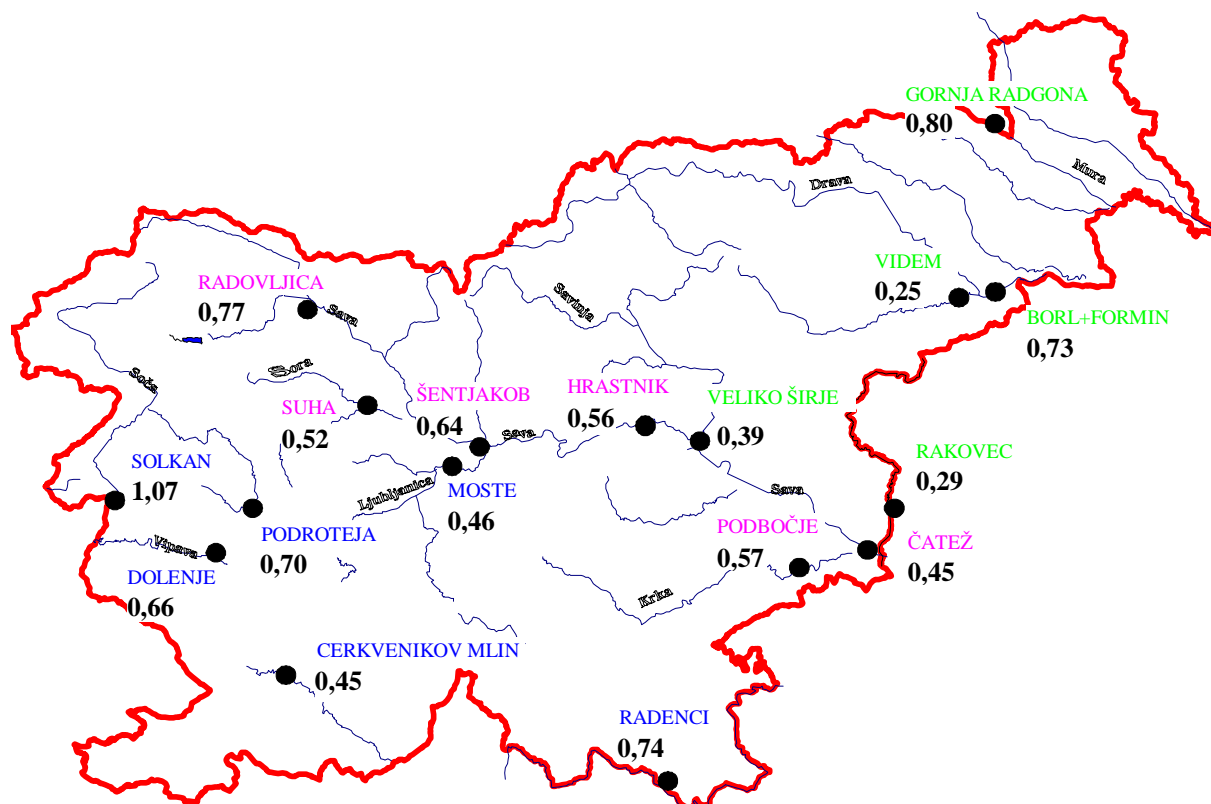 GORNJA RADGONA
0,80
Mura
Drava
VIDEM
0,25
BORL+FORMIN
0,73
RADOVLJICA
0,77
Sava
Savinja
Sora
Soča
SUHA
0,52
ŠENTJAKOB
0,64
Sava
HRASTNIK
0,56
VELIKO ŠIRJE
0,39
SOLKAN
1,07
Ljubljanica
MOSTE
0,46
Sava
RAKOVEC
0,29
Vipava
PODROTEJA
0,70
PODBOČJE
0,57
ČATEŽ
0,45
DOLENJE
0,66
Krka
CERKVENIKOV MLIN
0,45
RADENCI
0,74